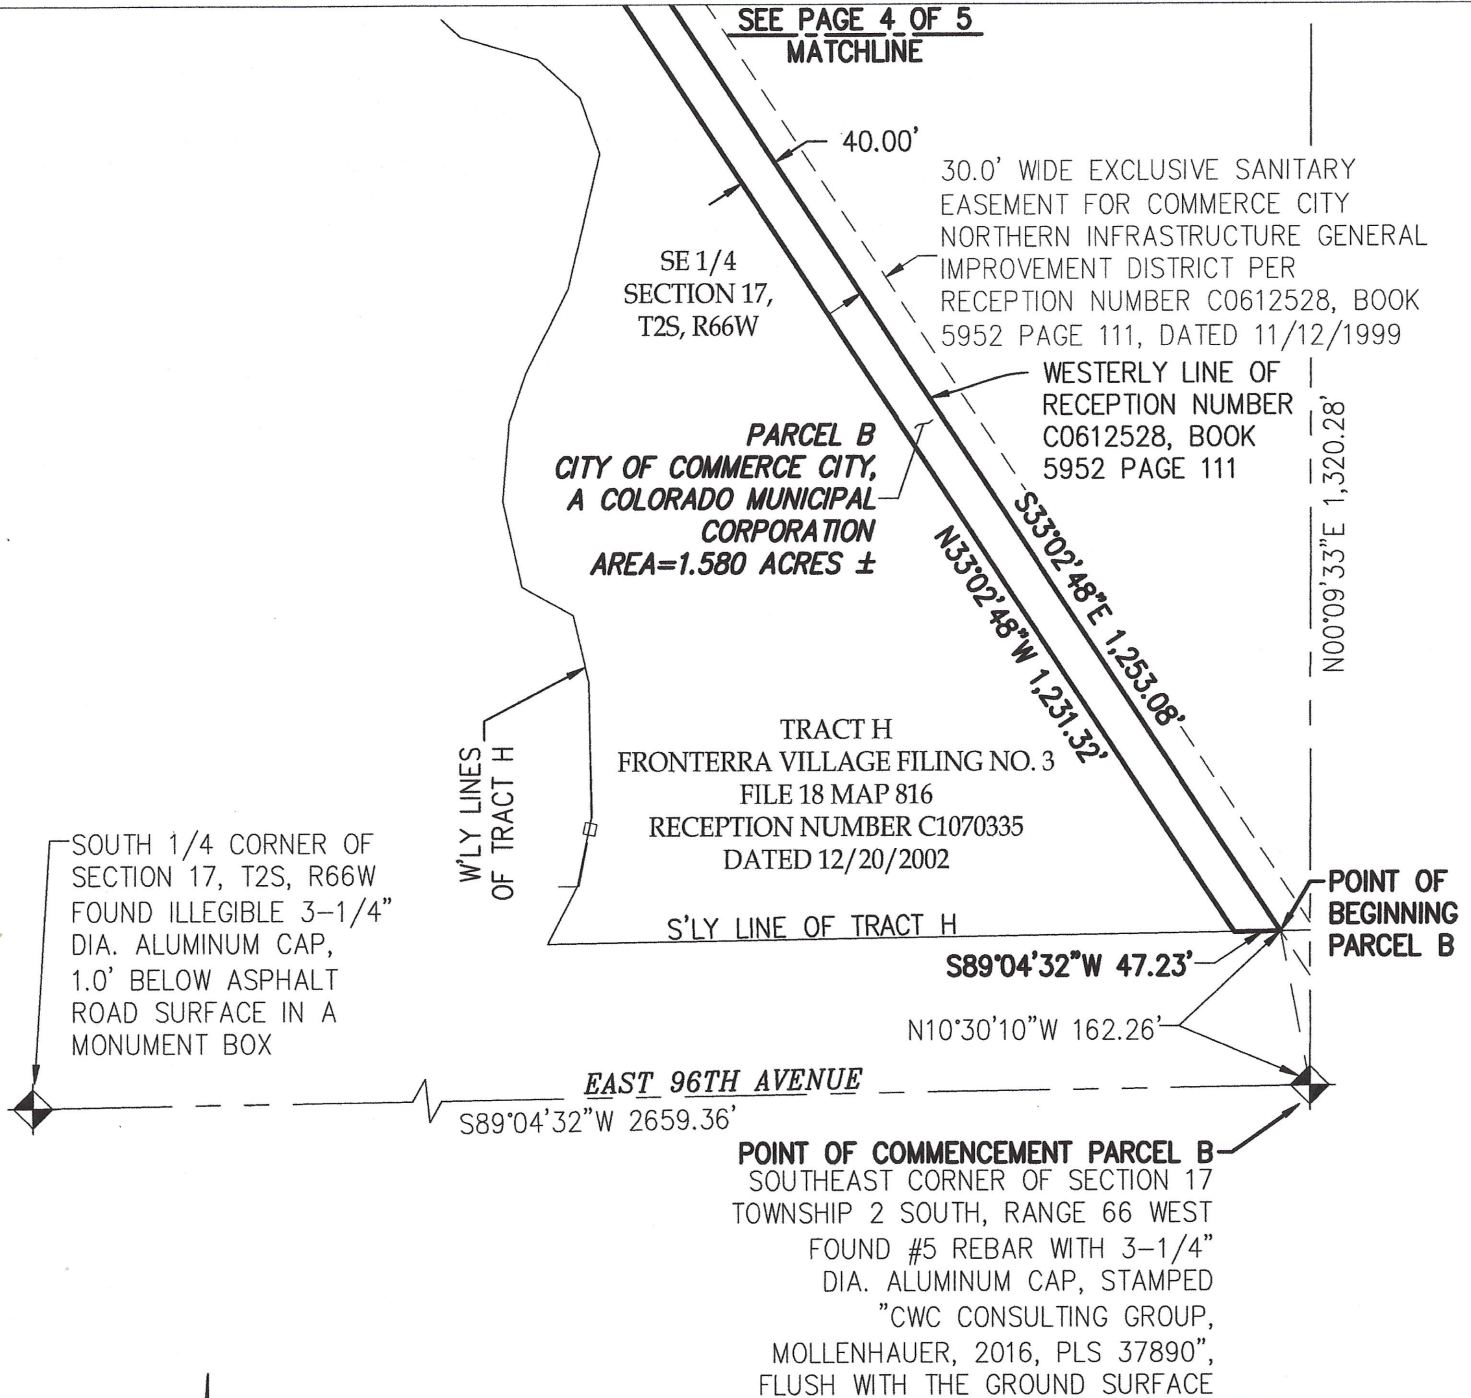 SEE PAGE 4 OF 5
MATCHLINE
40.00'
30.0' WIDE EXCLUSIVE SANITARY
EASEMENT FOR COMMERCE CITY
NORTHERN INFRASTRUCTURE GENERAL
IMPROVEMENT DISTRICT PER
RECEPTION NUMBER C0612528, BOOK
5952 PAGE 111, DATED 11/12/1999
SE 1/4
SECTION 17,
T2S, R66W
WESTERLY LINE OF
RECEPTION NUMBER
C0612528, BOOK
5952 PAGE 111
N00°09'33"E 1,320.28'
PARCEL B
CITY OF COMMERCE CITY,
A COLORADO MUNICIPAL
CORPORATION
AREA=1.580 ACRES ±
S33°02'48"E 1,253.08'
N33°02'48"W 1,231.32'
TRACT H
FRONTERRA VILLAGE FILING NO. 3
FILE 18 MAP 816
RECEPTION NUMBER C1070335
DATED 12/20/2002
W'LY LINES
OF TRACT H
SOUTH 1/4 CORNER OF
SECTION 17, T2S, R66W
FOUND ILLEGIBLE 3-1/4"
DIA. ALUMINUM CAP,
1.0' BELOW ASPHALT
ROAD SURFACE IN A
MONUMENT BOX
S'LY LINE OF TRACT H
POINT OF
BEGINNING
PARCEL B
S89°04'32"W 47.23'
N10°30'10"W 162.26'
EAST 96TH AVENUE
S89°04'32"W 2659.36'
POINT OF COMMENCEMENT PARCEL B
SOUTHEAST CORNER OF SECTION 17
TOWNSHIP 2 SOUTH, RANGE 66 WEST
FOUND #5 REBAR WITH 3-1/4"
DIA. ALUMINUM CAP, STAMPED
"CWC CONSULTING GROUP,
MOLLENHAUER, 2016, PLS 37890",
FLUSH WITH THE GROUND SURFACE